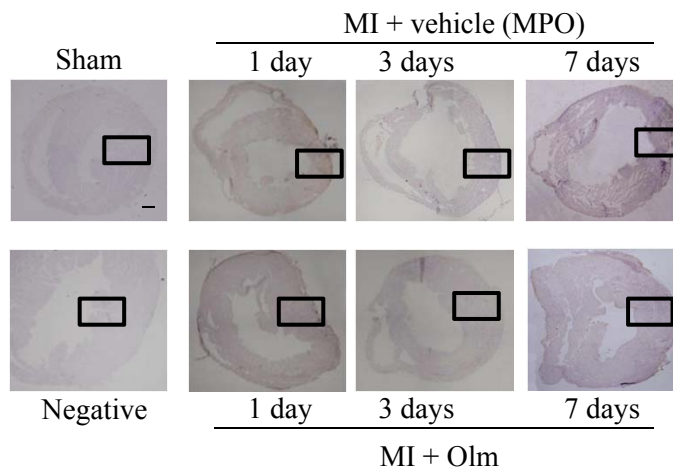 MI + vehicle (MPO)
Sham
1 day
3 days
7 days
Negative
1 day
3 days
7 days
MI + Olm